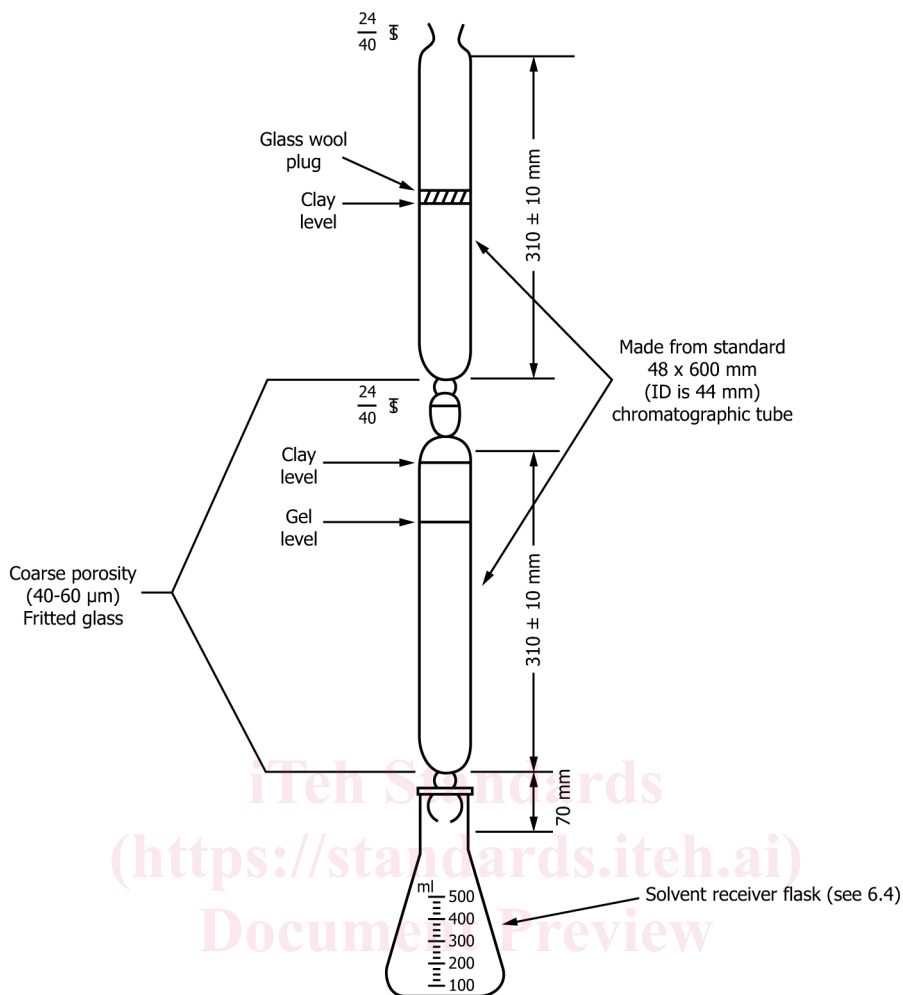 24
40 $
Glass wool
plug
Clay
level
310 ± 10 mm
Made from standard
48 x 600 mm
(ID is 44 mm)
chromatographic tube
24
40 $
Clay
level
Gel
level
Coarse porosity
(40-60 µm)
Fritted glass
310 ± 10 mm
70 mm
iTeh Standards
(https://standards.iteh.ai)
Document Preview
ml
500
400
300
200
100
Solvent receiver flask (see 6.4)